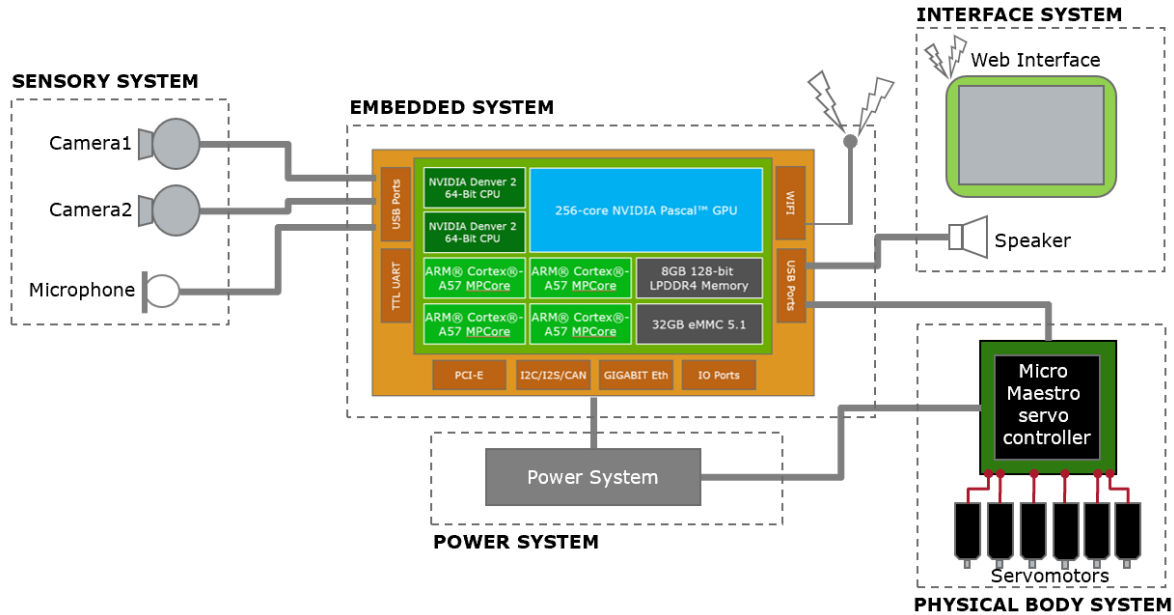 INTERFACE SYSTEM
Web Interface
Speaker
SENSORY SYSTEM
Camera1
Camera2
Microphone
EMBEDDED SYSTEM
USB Ports
TTL UART
NVIDIA Denver 2
64-Bit CPU
NVIDIA Denver 2
64-Bit CPU
256-core NVIDIA Pascal™ GPU
ARM® Cortex®-
A57 MPCore
ARM® Cortex®-
A57 MPCore
8GB 128-bit
LPDDR4 Memory
ARM® Cortex®-
A57 MPCore
ARM® Cortex®-
A57 MPCore
32GB eMMC 5.1
WIFI
USB Ports
PCI-E
I2C/I2S/CAN
GIGABIT Eth
IO Ports
Power System
POWER SYSTEM
Micro
Maestro
servo
controller
Servomotors
PHYSICAL BODY SYSTEM